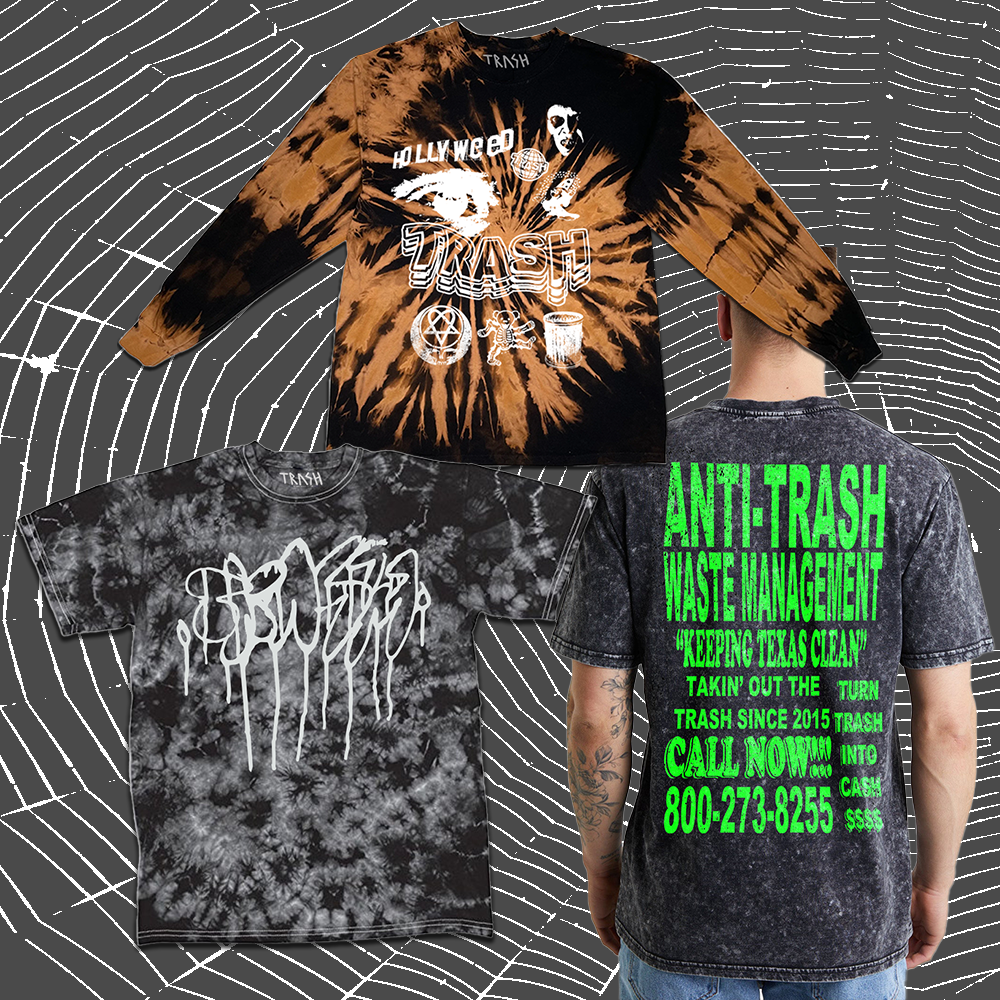 TRASH
HOLLYWEED
TRASH
TRASH
TRASH
ANTI-TRASH
WASTE MANAGEMENT
"KEEPING TEXAS CLEAN"
TAKIN' OUT THE
TRASH SINCE 2015
CALL NOW!!!!
800-273-8255
TURN
TRASH
INTO
CASH
$$$$